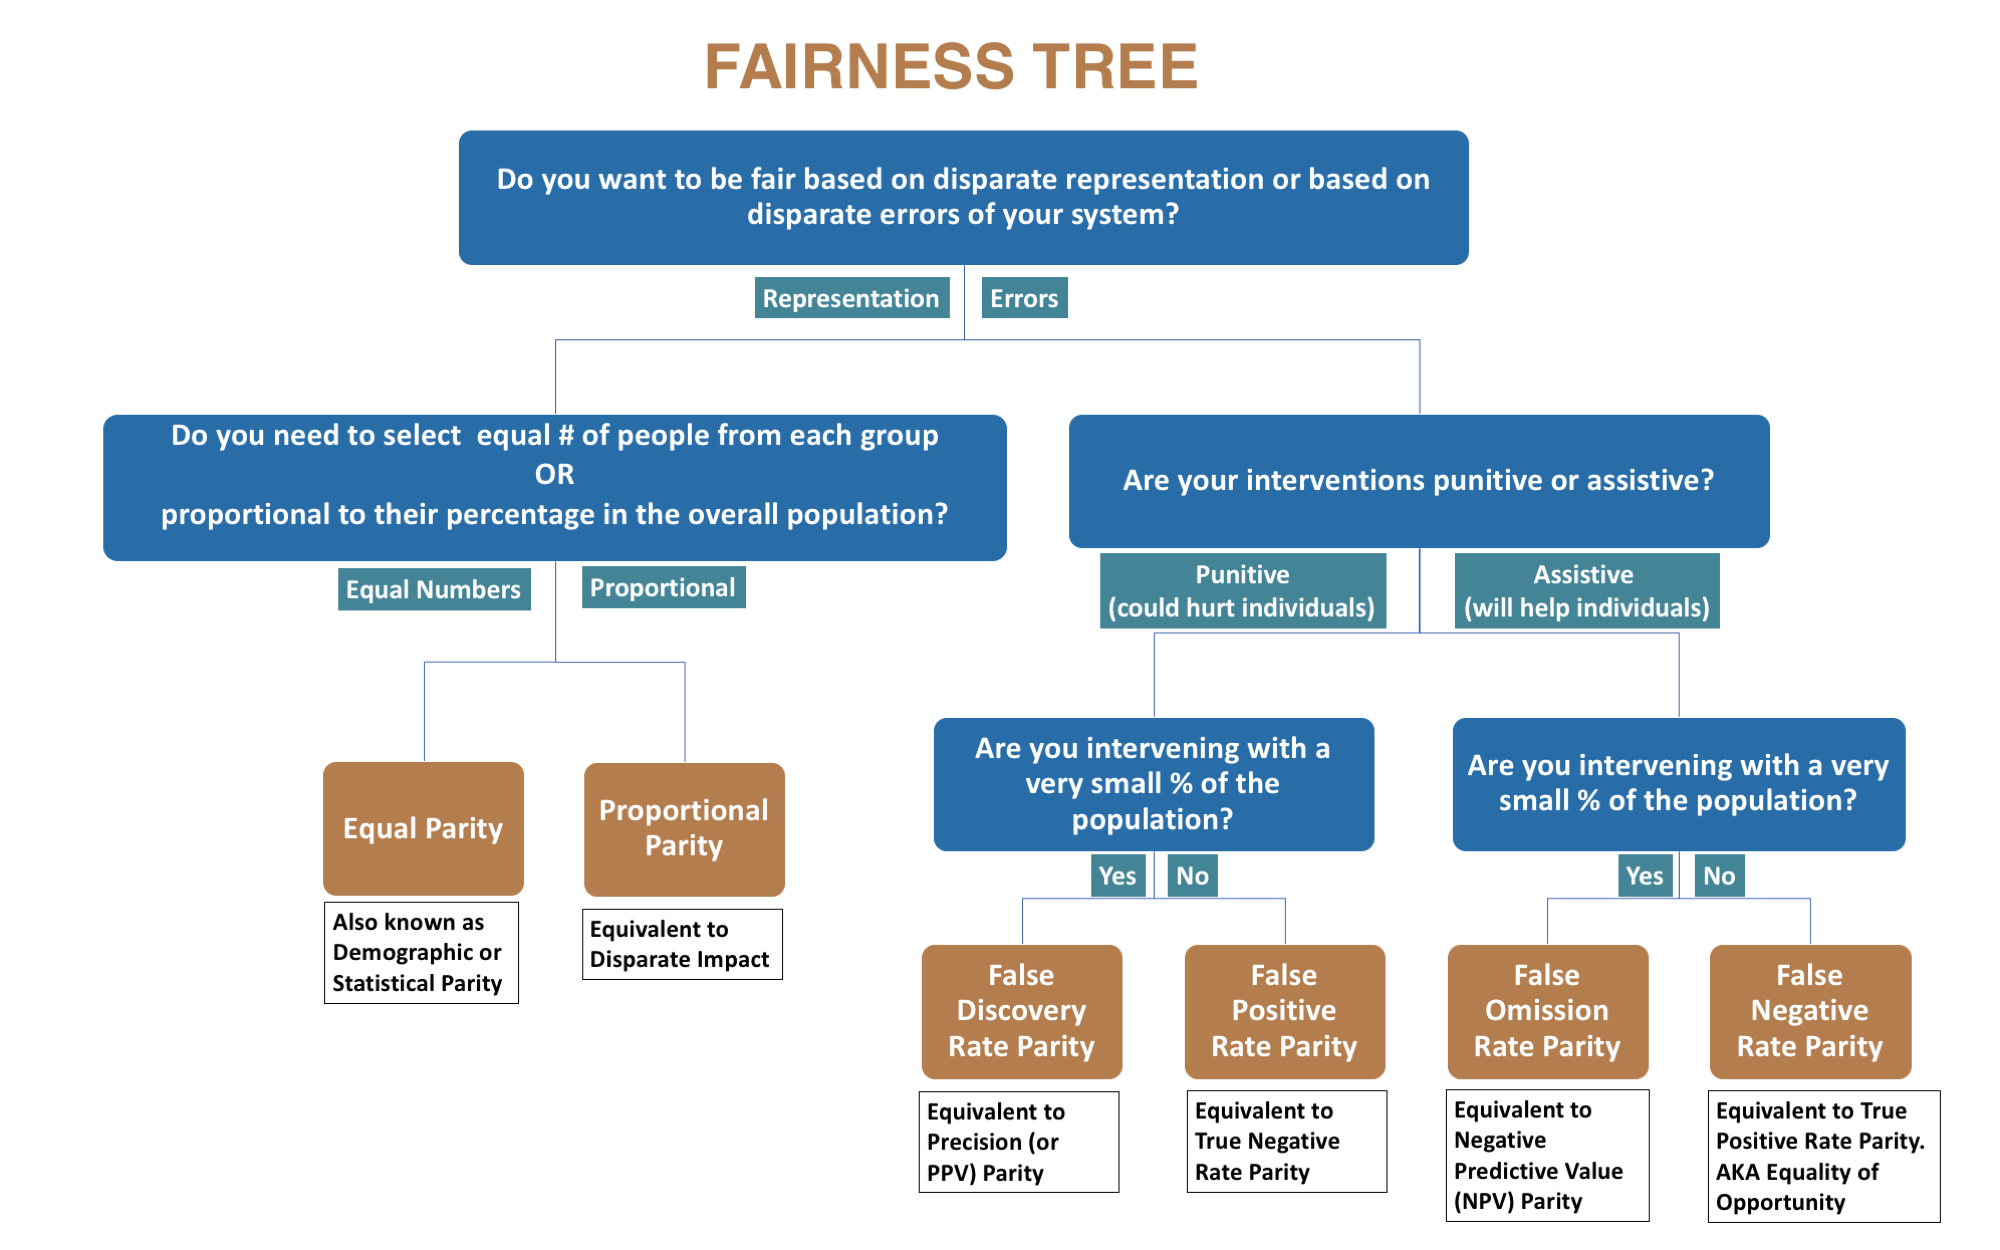 FAIRNESS TREE
Do you want to be fair based on disparate representation or based on
disparate errors of your system?
Representation
Errors
Do you need to select  equal # of people from each group
OR
proportional to their percentage in the overall population?
Are your interventions punitive or assistive?
Equal Numbers
Proportional
Punitive
(could hurt individuals)
Assistive
(will help individuals)
Equal Parity
Also known as
Demographic or
Statistical Parity
Proportional
Parity
Equivalent to
Disparate Impact
Are you intervening with a
very small % of the
population?
Are you intervening with a very
small % of the population?
Yes
No
Yes
No
False
Discovery
Rate Parity
False
Positive
Rate Parity
False
Omission
Rate Parity
False
Negative
Rate Parity
Equivalent to
Precision (or
PPV) Parity
Equivalent to
True Negative
Rate Parity
Equivalent to
Negative
Predictive Value
(NPV) Parity
Equivalent to True
Positive Rate Parity.
AKA Equality of
Opportunity